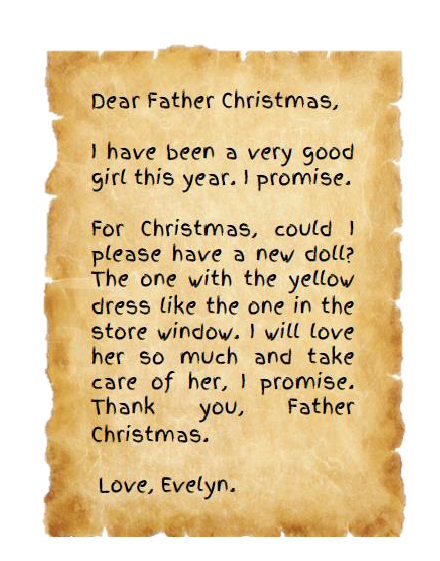 Dear Father Christmas,
I have been a very good
girl this year. I promise.
For Christmas, could I
please have a new doll?
The one with the yellow
dress like the one in the
store window. I will love
her so much and take
care of her, I promise.
Thank you, Father
Christmas.
Love, Evelyn.